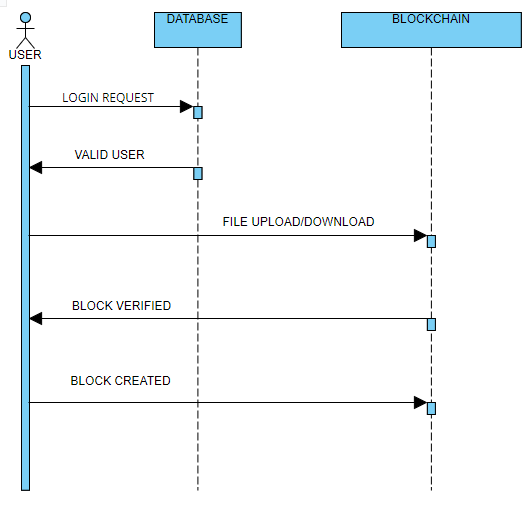 DATABASE
BLOCKCHAIN
USER
LOGIN REQUEST
VALID USER
FILE UPLOAD/DOWNLOAD
BLOCK VERIFIED
BLOCK CREATED